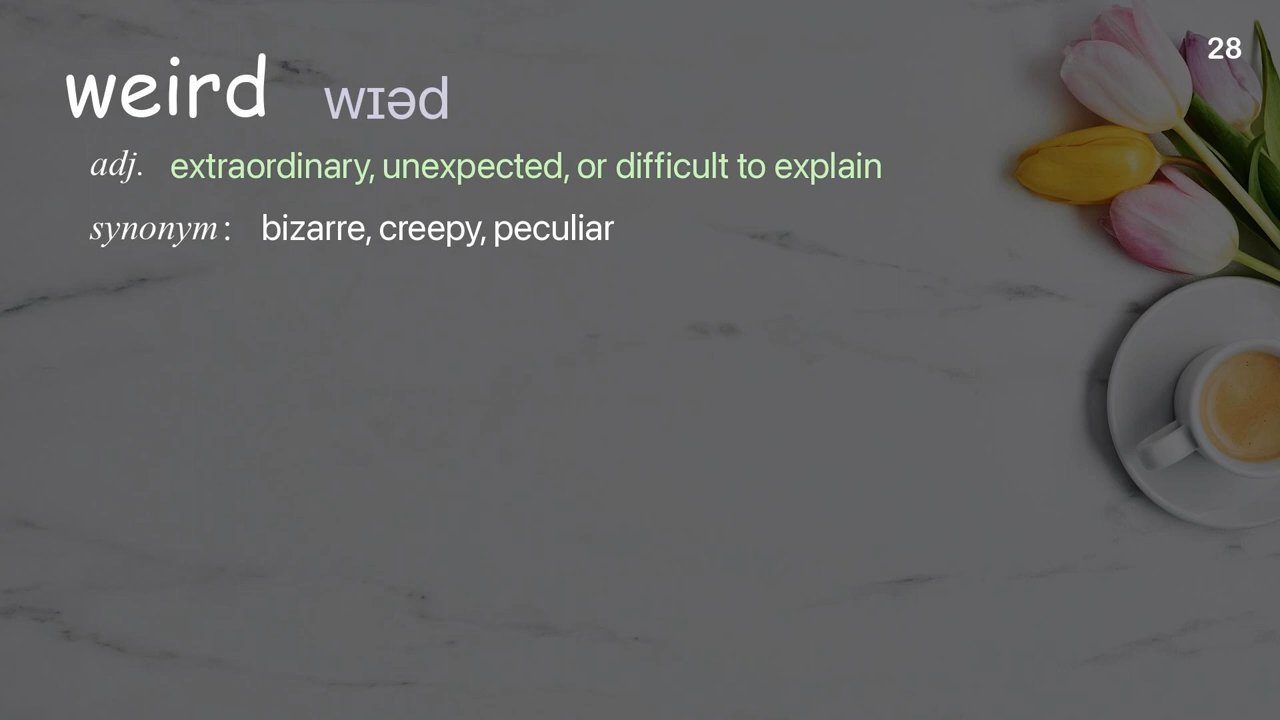 28
weird wɪəd
adj. extraordinary, unexpected, or difficult to explain
synonym: bizarre, creepy, peculiar